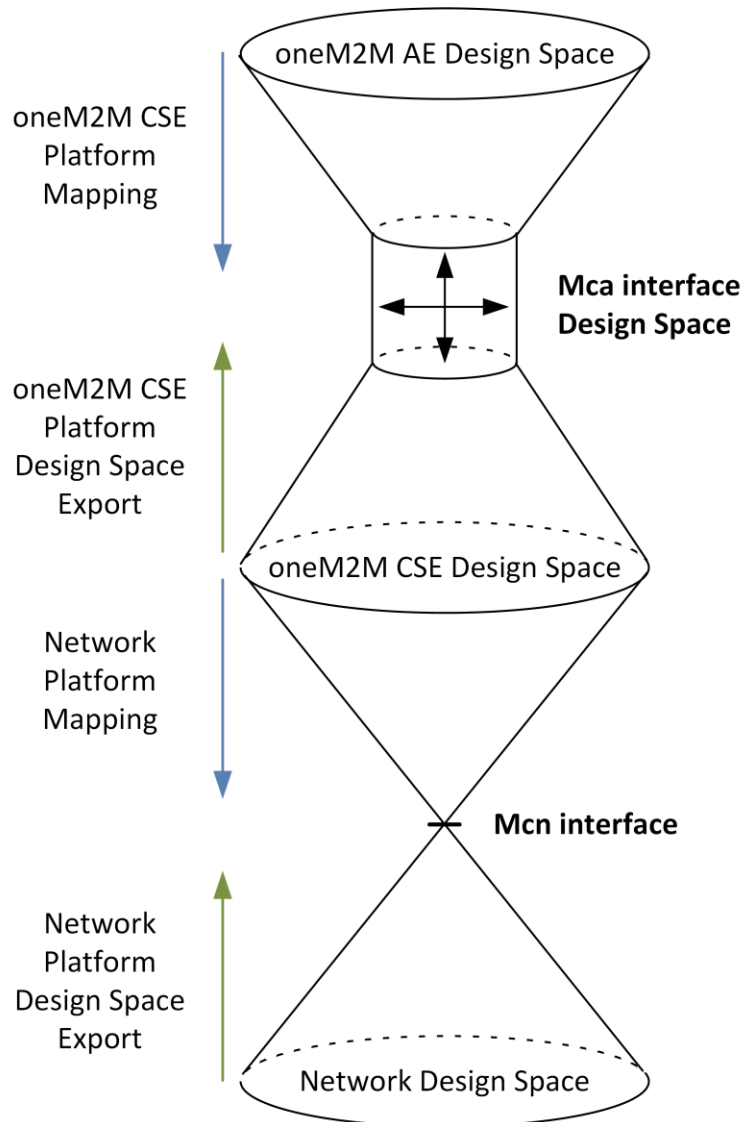 oneM2M AE Design Space
oneM2M CSE
Platform
Mapping
Mca interface
Design Space
oneM2M CSE
Platform
Design Space
Export
oneM2M CSE Design Space
Network
Platform
Mapping
Mcn interface
Network
Platform
Design Space
Export
Network Design Space